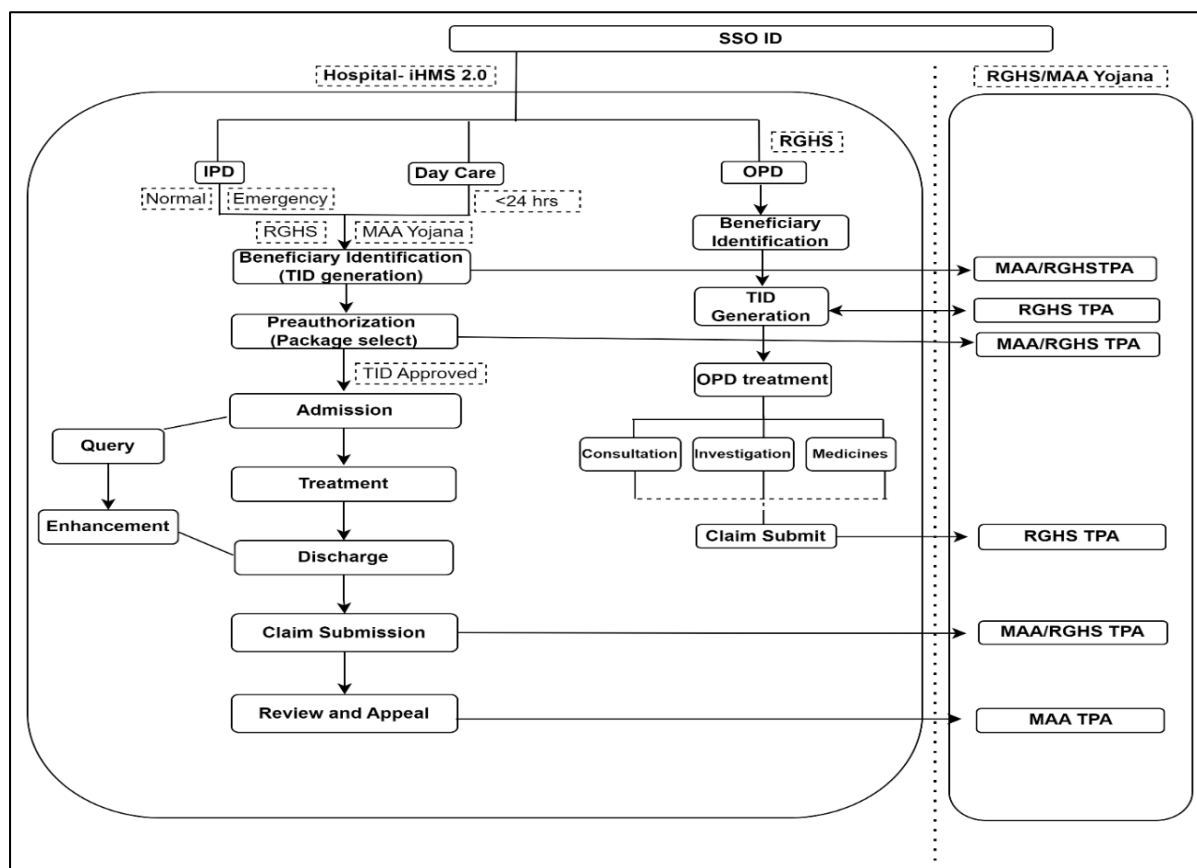 SSO ID
Hospital- iHMS 2.0
RGHS/MAA Yojana
RGHS
IPD
Day Care
OPD
Normal
Emergency
<24 hrs
RGHS
MAA Yojana
Beneficiary
Identification
Beneficiary Identification
(TID generation)
MAA/RGHSTPA
TID
Generation
RGHS TPA
Preauthorization
(Package select)
MAA/RGHS TPA
TID Approved
OPD treatment
Admission
Query
Consultation
Investigation
Medicines
Treatment
Enhancement
Claim Submit
RGHS TPA
Discharge
Claim Submission
MAA/RGHS TPA
Review and Appeal
MAA TPA